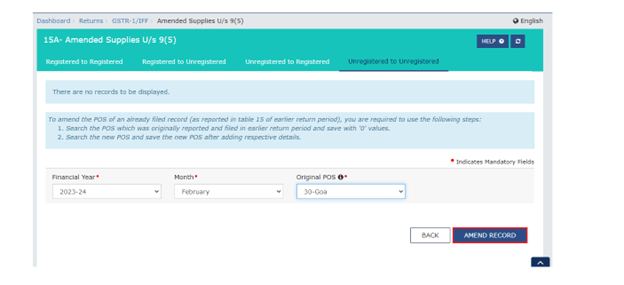 Dashboard › Returns › GSTR-1/IFF › Amended Supplies U/s 9(5)
English
15A- Amended Supplies U/s 9(5)
HELP
Registered to Registered
Registered to Unregistered
Unregistered to Registered
Unregistered to Unregistered
There are no records to be displayed.
To amend the POS of an already filed record (as reported in table 15 of earlier return period), you are required to use the following steps:
1. Search the POS which was originally reported and filed in earlier return period and save with '0' values.
2. Search the new POS and save the new POS after adding respective details.
• Indicates Mandatory Fields
Financial Year•
Month•
Original POS •
2023-24
February
30-Goa
BACK
AMEND RECORD